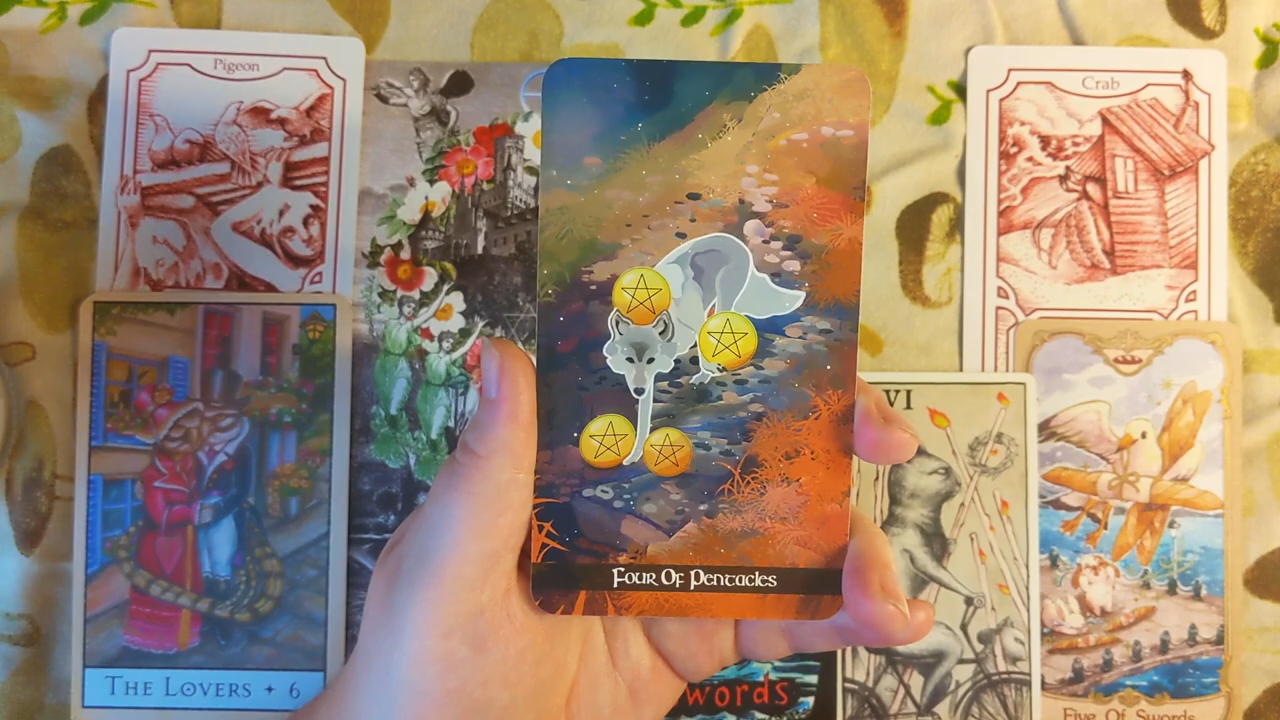 Pigeon
Crab
VI
Four Of Pentacles
The Lovers + 6
words
Five Of Swords